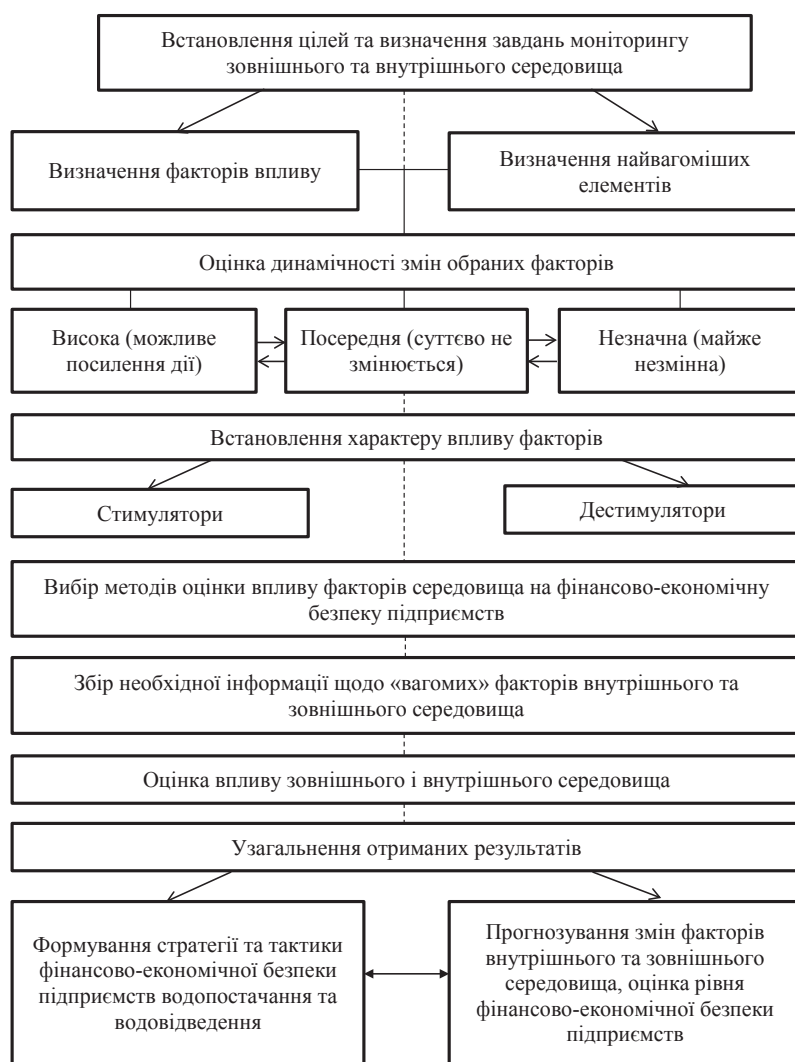 Встановлення цілей та визначення завдань моніторингу
зовнішнього та внутрішнього середовища
Визначення факторів впливу
Визначення найвагоміших
елементів
Оцінка динамічності змін обраних факторів
Висока (можливе
посилення дії)
Посередня (суттєво не
змінюється)
Незначна (майже
незмінна)
Встановлення характеру впливу факторів
Стимулятори
Дестимулятори
Вибір методів оцінки впливу факторів середовища на фінансово-економічну
безпеку підприємств
Збір необхідної інформації щодо «вагомих» факторів внутрішнього та
зовнішнього середовища
Оцінка впливу зовнішнього і внутрішнього середовища
Узагальнення отриманих результатів
Формування стратегії та тактики
фінансово-економічної безпеки
підприємств водопостачання та
водовідведення
Прогнозування змін факторів
внутрішнього та зовнішнього
середовища, оцінка рівня
фінансово-економічної безпеки
підприємств